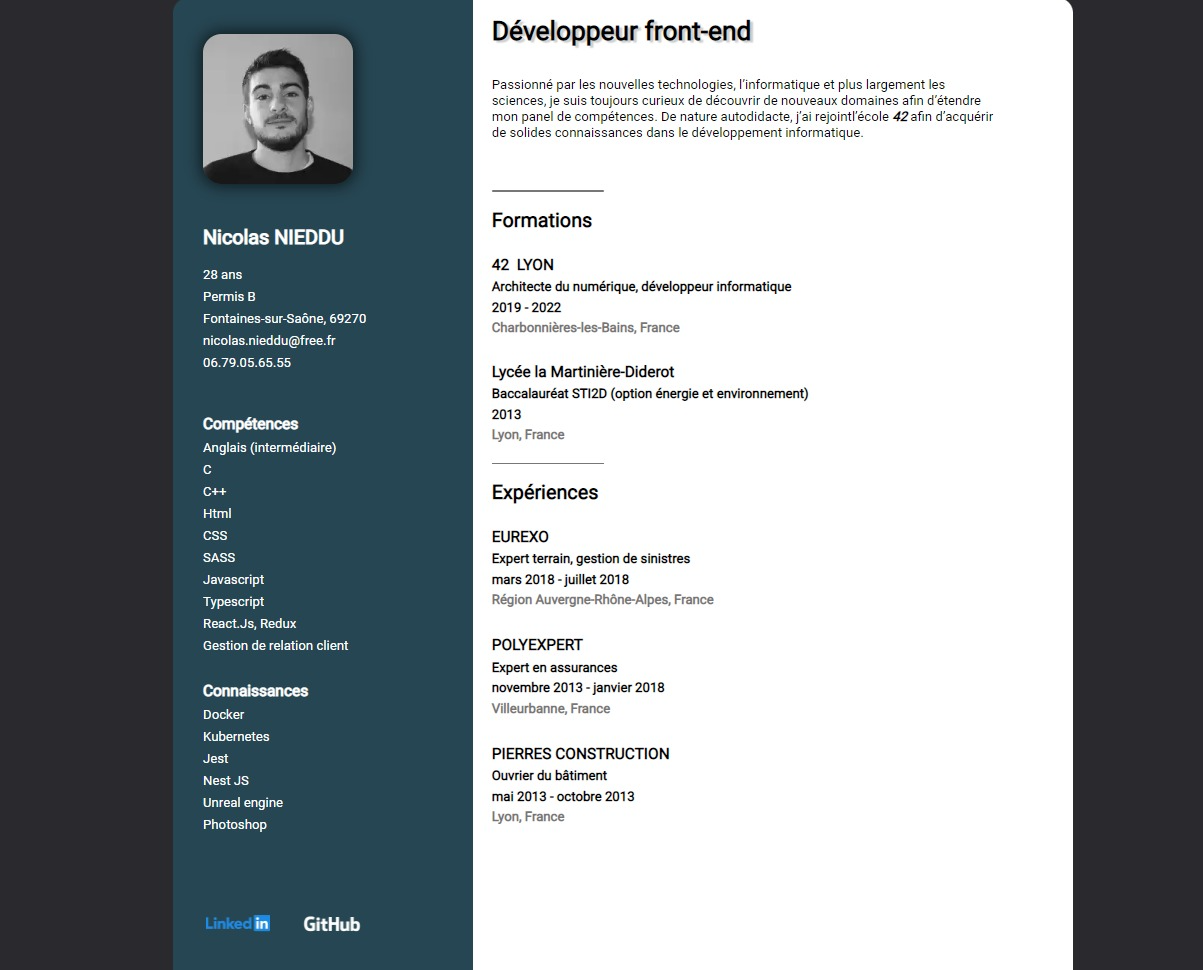 Nicolas NIEDDU
28 ans
Permis B
Fontaines-sur-Saône, 69270
nicolas.nieddu@free.fr
06.79.05.65.55
Compétences
Anglais (intermédiaire)
C
C++
Html
CSS
SASS
Javascript
Typescript
React.Js, Redux
Gestion de relation client
Connaissances
Docker
Kubernetes
Jest
Nest JS
Unreal engine
Photoshop
Linked in
GitHub
Développeur front-end
Passionné par les nouvelles technologies, l’informatique et plus largement les
sciences, je suis toujours curieux de découvrir de nouveaux domaines afin d’étendre
mon panel de compétences. De nature autodidacte, j’ai rejointl’école 42 afin d’acquérir
de solides connaissances dans le développement informatique.
Formations
42 LYON
Architecte du numérique, développeur informatique
2019 - 2022
Charbonnières-les-Bains, France
Lycée la Martinière-Diderot
Baccalauréat STI2D (option énergie et environnement)
2013
Lyon, France
Expériences
EUREXO
Expert terrain, gestion de sinistres
mars 2018 - juillet 2018
Région Auvergne-Rhône-Alpes, France
POLYEXPERT
Expert en assurances
novembre 2013 - janvier 2018
Villeurbanne, France
PIERRES CONSTRUCTION
Ouvrier du bâtiment
mai 2013 - octobre 2013
Lyon, France